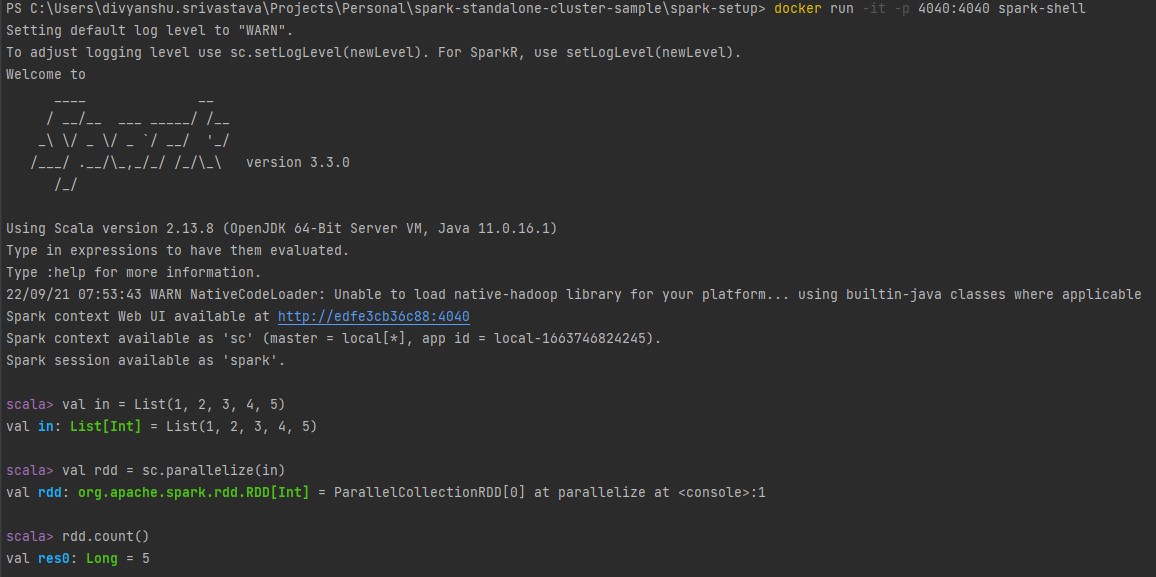 PS C:\Users\divyanshu.srivastava\Projects\Personal\spark-standalone-cluster-sample\spark-setup> docker run -it -p 4040:4040 spark-shell
Setting default log level to "WARN".
To adjust logging level use sc.setLogLevel(newLevel). For SparkR, use setLogLevel(newLevel).
Welcome to
      ____              __
     / __/__  ___ _____/ /__
    _\ \/ _ \/ _ `/ __/  '_/
   /___/ .__/\_,_/_/ /_/\_\   version 3.3.0
      /_/
Using Scala version 2.13.8 (OpenJDK 64-Bit Server VM, Java 11.0.16.1)
Type in expressions to have them evaluated.
Type :help for more information.
22/09/21 07:53:43 WARN NativeCodeLoader: Unable to load native-hadoop library for your platform... using builtin-java classes where applicable
Spark context Web UI available at http://edfe3cb36c88:4040
Spark context available as 'sc' (master = local[*], app id = local-1663746824245).
Spark session available as 'spark'.
scala> val in = List(1, 2, 3, 4, 5)
val in: List[Int] = List(1, 2, 3, 4, 5)
scala> val rdd = sc.parallelize(in)
val rdd: org.apache.spark.rdd.RDD[Int] = ParallelCollectionRDD[0] at parallelize at <console>:1
scala> rdd.count()
val res0: Long = 5